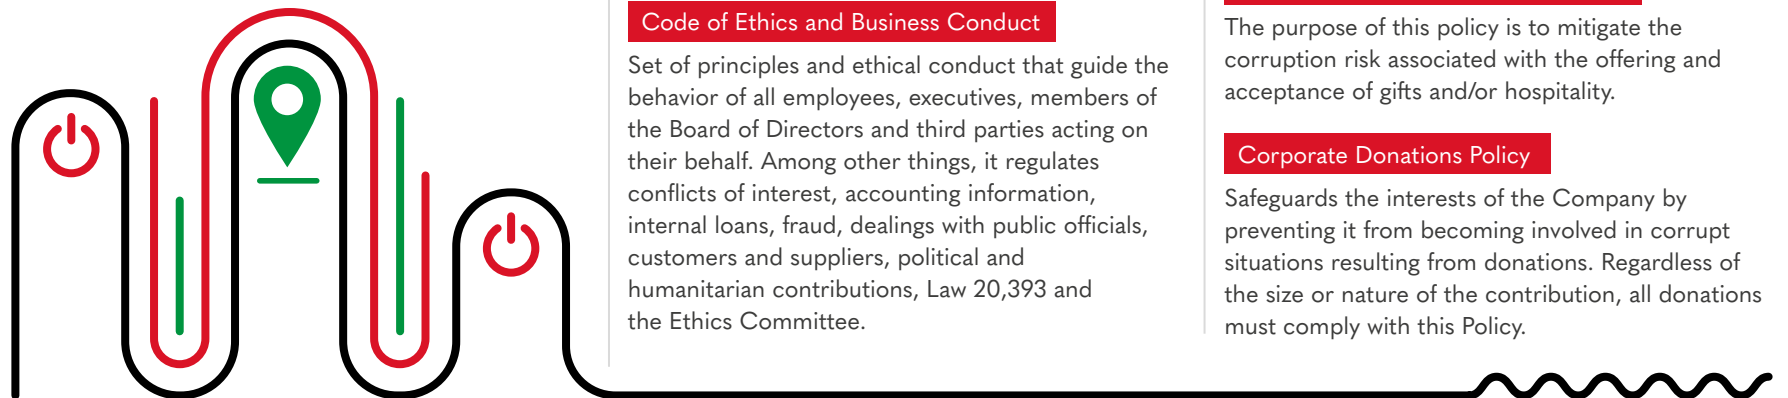 Code of Ethics and Business Conduct
Set of principles and ethical conduct that guide the
behavior of all employees, executives, members of
the Board of Directors and third parties acting on
their behalf. Among other things, it regulates
conflicts of interest, accounting information,
internal loans, fraud, dealings with public officials,
customers and suppliers, political and
humanitarian contributions, Law 20,393 and
the Ethics Committee.
The purpose of this policy is to mitigate the
corruption risk associated with the offering and
acceptance of gifts and/or hospitality.
Corporate Donations Policy
Safeguards the interests of the Company by
preventing it from becoming involved in corrupt
situations resulting from donations. Regardless of
the size or nature of the contribution, all donations
must comply with this Policy.